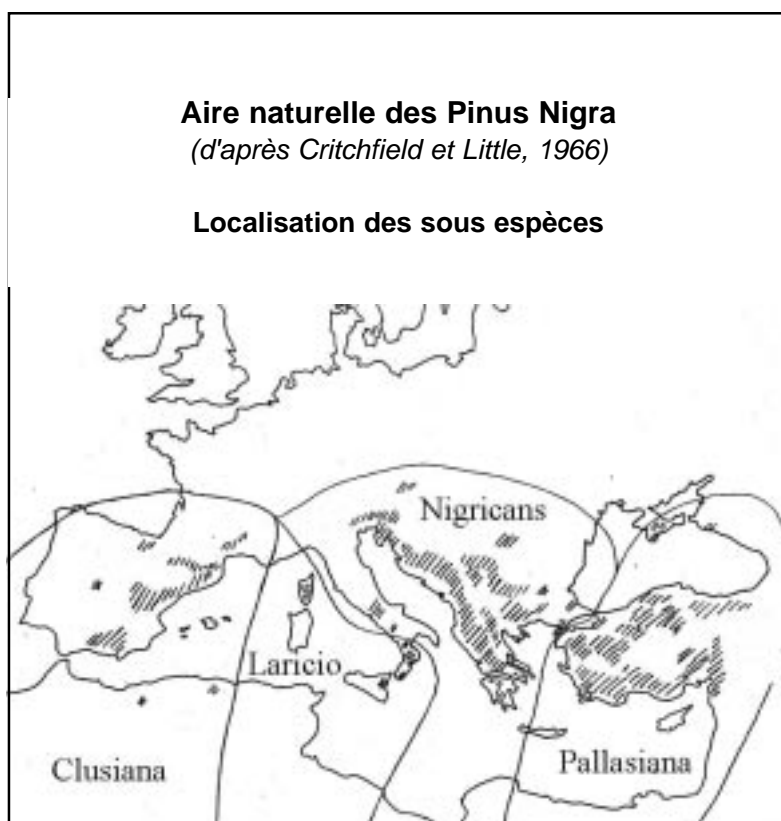 Aire naturelle des Pinus Nigra
(d'après Critchfield et Little, 1966)
Localisation des sous espèces
Nigricans
Laricio
Clusiana
Pallasiana